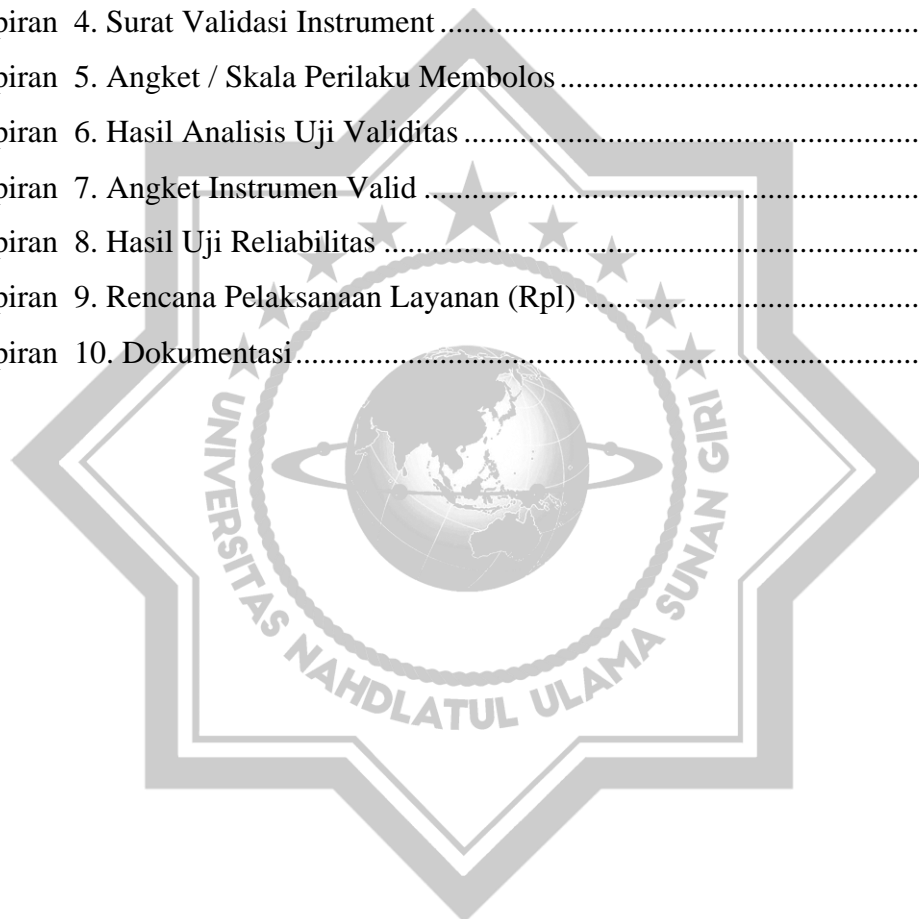 piran 4. Surat Validasi Instrument
piran 5. Angket / Skala Perilaku Membolos
piran 6. Hasil Analisis Uji Validitas
piran 7. Angket Instrumen Valid
piran 8. Hasil Uji Reliabilitas
piran 9. Rencana Pelaksanaan Layanan (Rpl)
piran 10. Dokumentasi
UNIVERSITAS NAHDLATUL ULAMA SUNAN GIRI